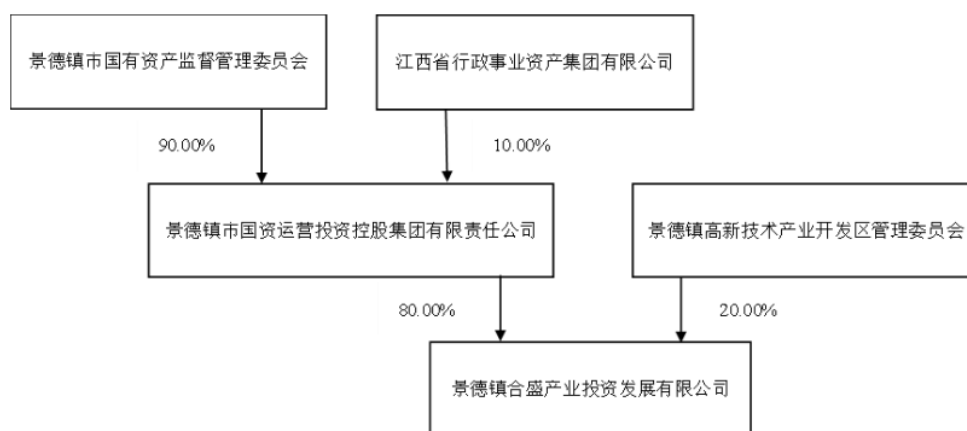 景德镇市国有资产监督管理委员会
江西省行政事业资产集团有限公司
90.00%
10.00%
景德镇市国资运营投资控股集团有限责任公司
景德镇高新技术产业开发区管理委员会
80.00%
20.00%
景德镇合盛产业投资发展有限公司